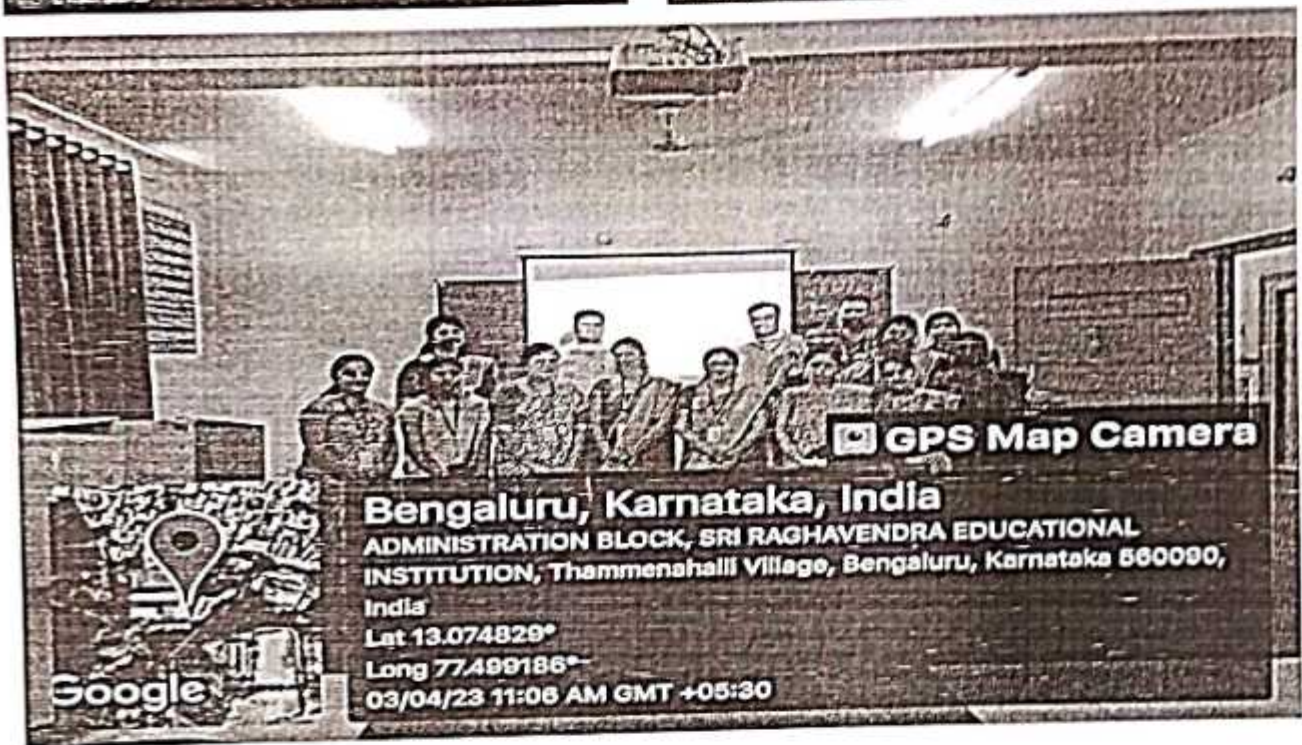 GPS Map Camera
Bengaluru, Karnataka, India
ADMINISTRATION BLOCK, SRI RAGHAVENDRA EDUCATIONAL
INSTITUTION, Thammenahalli Village, Bengaluru, Karnataka 560090,
India
Lat 13.074829°
Long 77.499186°
03/04/23 11:06 AM GMT +05:30
Google